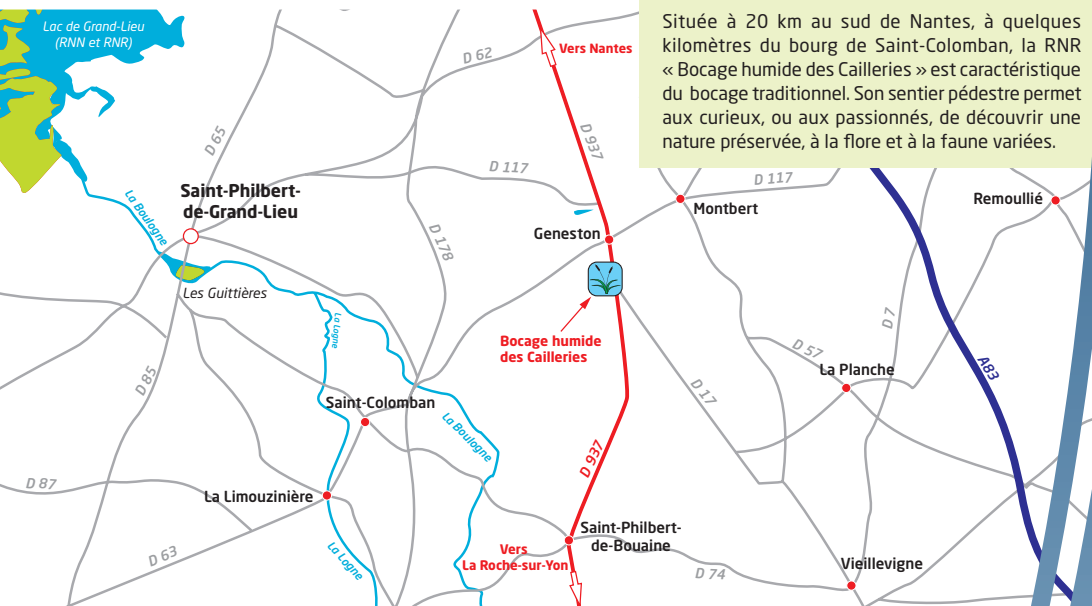 Située à 20 km au sud de Nantes, à quelques
kilomètres du bourg de Saint-Colomban, la RNR
« Bocage humide des Cailleries » est caractéristique
du bocage traditionnel. Son sentier pédestre permet
aux curieux, ou aux passionnés, de découvrir une
nature préservée, à la flore et à la faune variées.
Lac de Grand-Lieu
(RNN et RNR)
Vers Nantes
D 62
D 65
D 937
D 117
D 117
Saint-Philbert-
de-Grand-Lieu
La Boulogne
Remoullié
Montbert
Geneston
D 178
Les Guittières
La Logne
Bocage humide
des Cailleries
D 7
D 57
A83
La Planche
D 85
D 17
Saint-Colomban
La Boulogne
D 937
D 87
La Limouzinière
Saint-Philbert-
de-Bouaine
D 63
La Logne
Vers
La Roche-sur-Yon
D 74
Vieillevigne